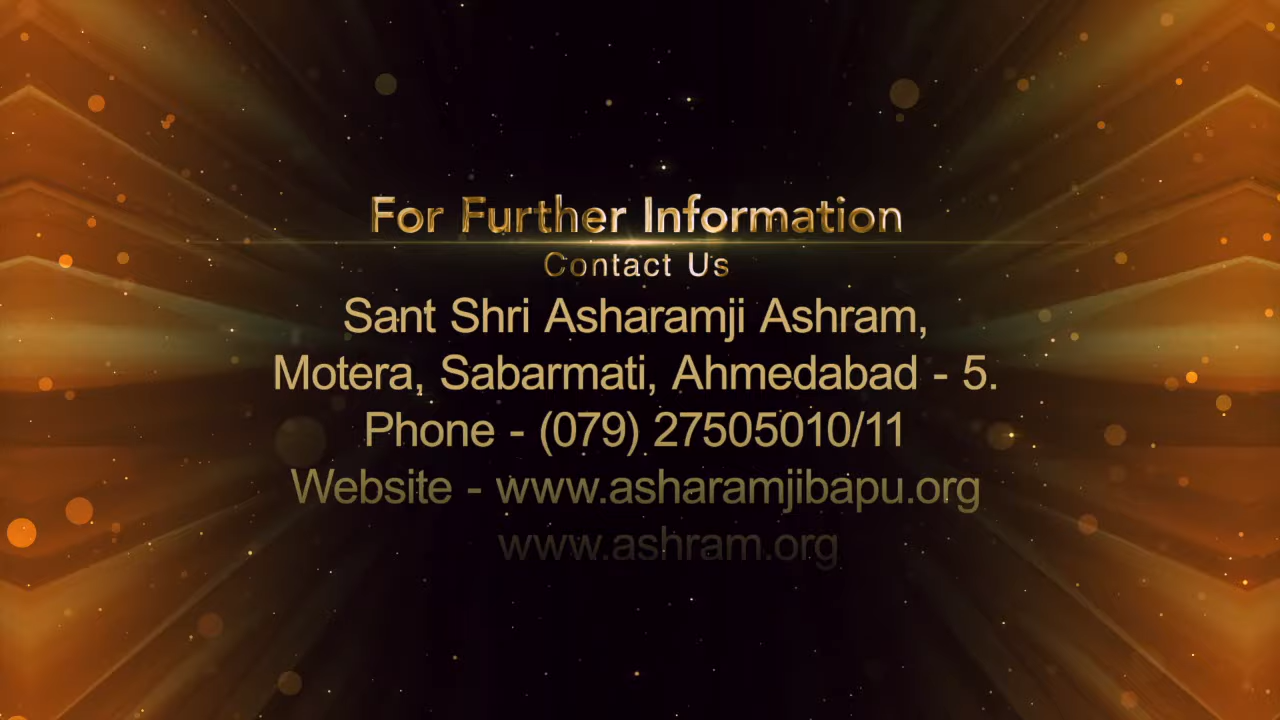 For Further Information
Contact Us
Sant Shri Asharamji Ashram,
Motera, Sabarmati, Ahmedabad - 5.
Phone - (079) 27505010/11
Website - www.asharamjibapu.org
www.ashram.org